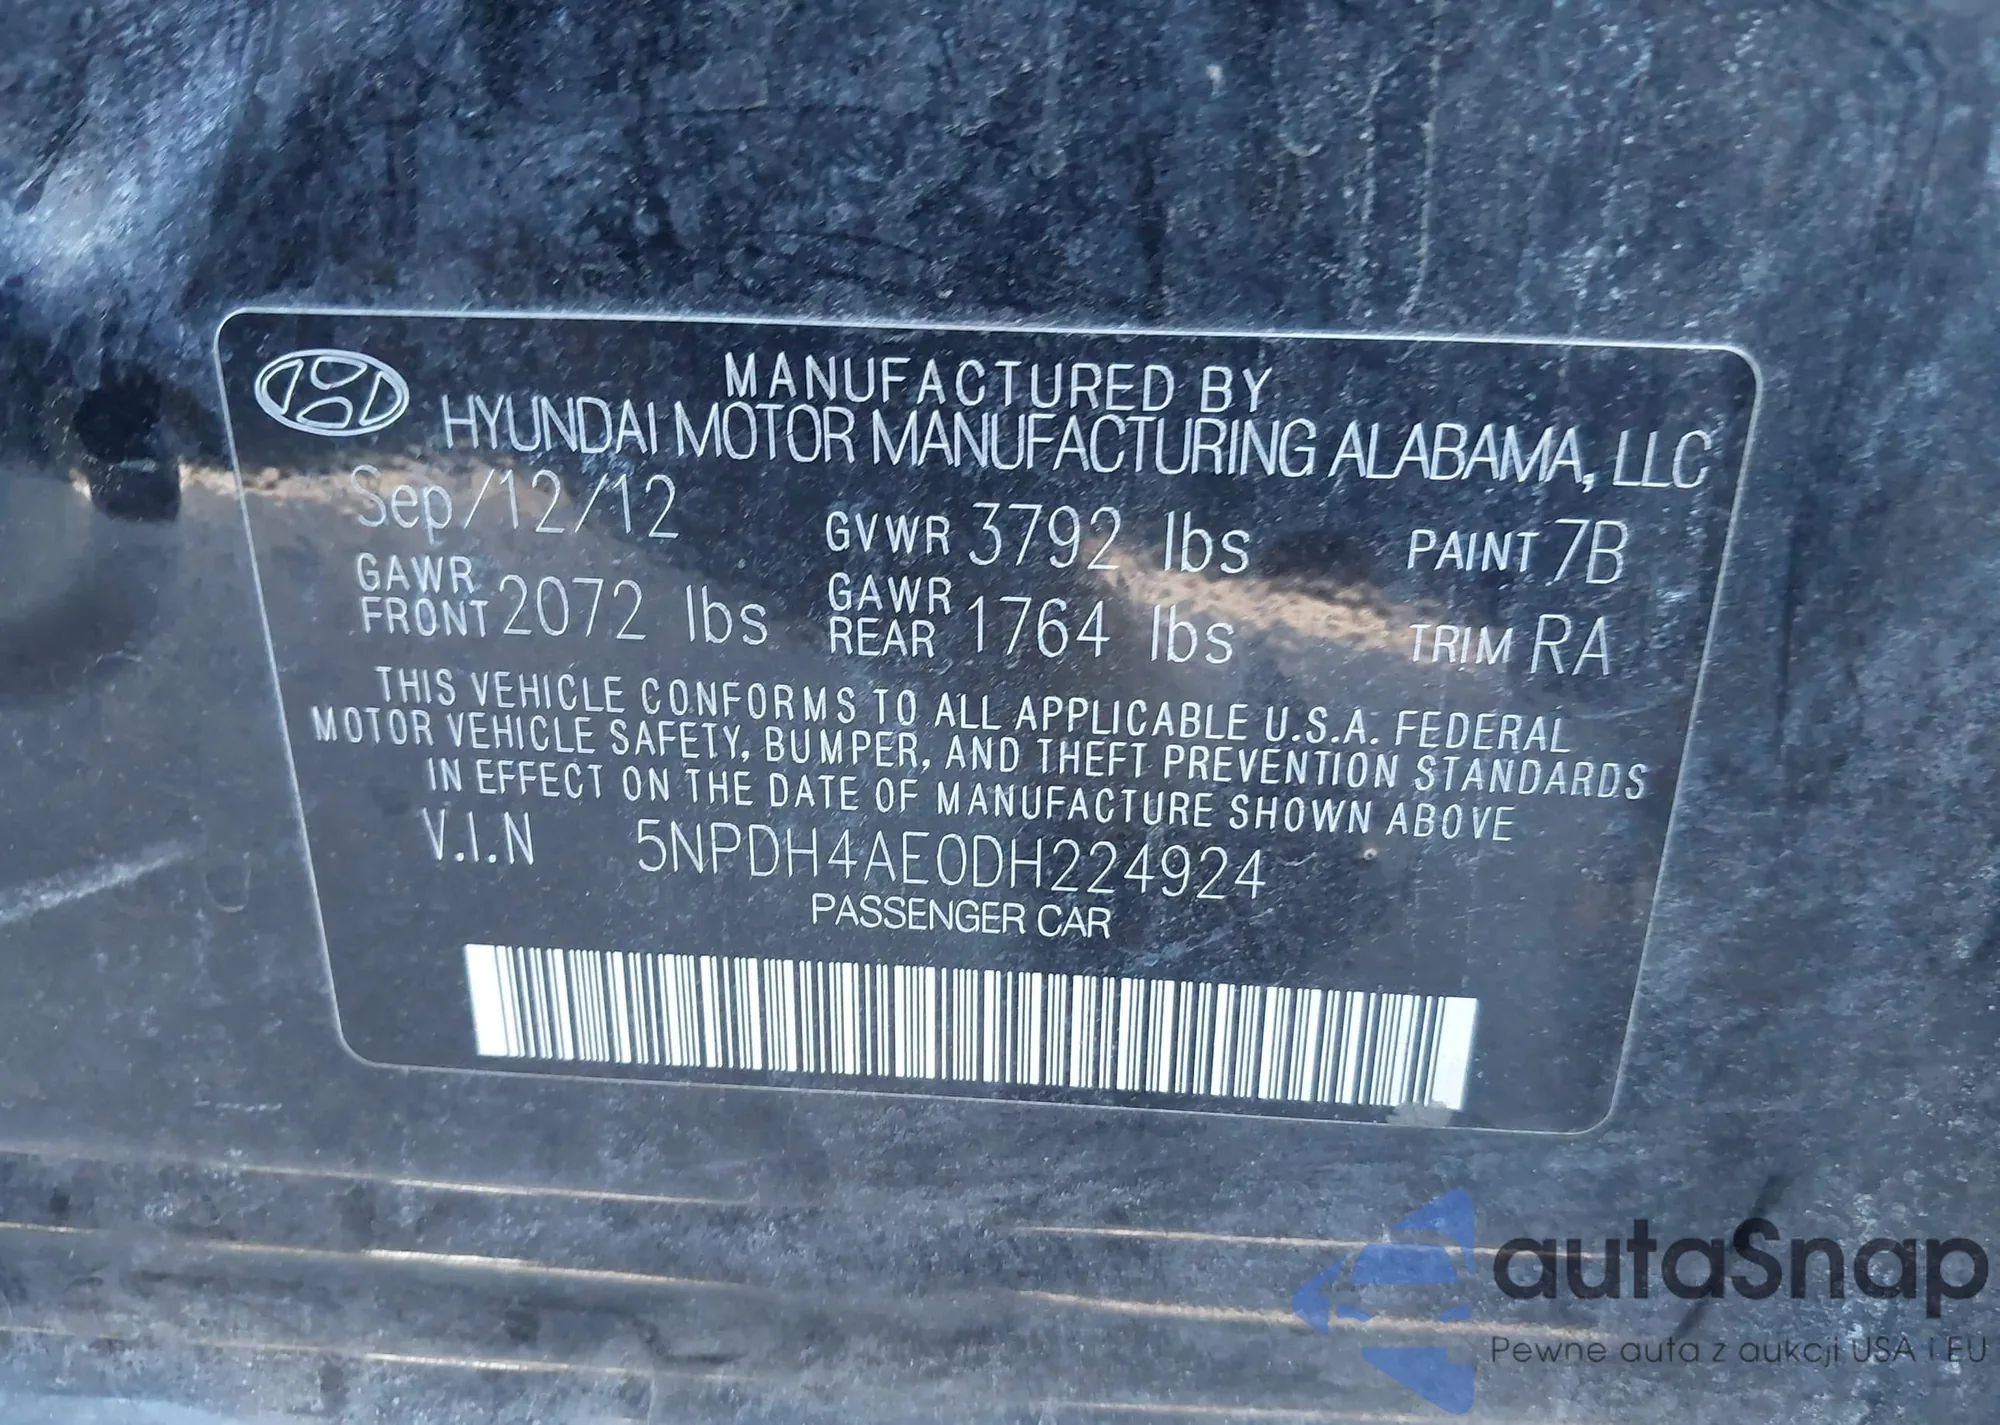 MANUFACTURED BY
HYUNDAI MOTOR MANUFACTURING ALABAMA, LLC
Sep/12/12 GVWR 3792 lbs PAINT 7B
GAWR FRONT 2072 lbs GAWR REAR 1764 lbs TRIM RA
THIS VEHICLE CONFORMS TO ALL APPLICABLE U.S.A. FEDERAL
MOTOR VEHICLE SAFETY, BUMPER, AND THEFT PREVENTION STANDARDS
IN EFFECT ON THE DATE OF MANUFACTURE SHOWN ABOVE
V.I.N 5NPDH4AE0DH224924
PASSENGER CAR
autaSnap
Pewne auta z aukcji USA i EU